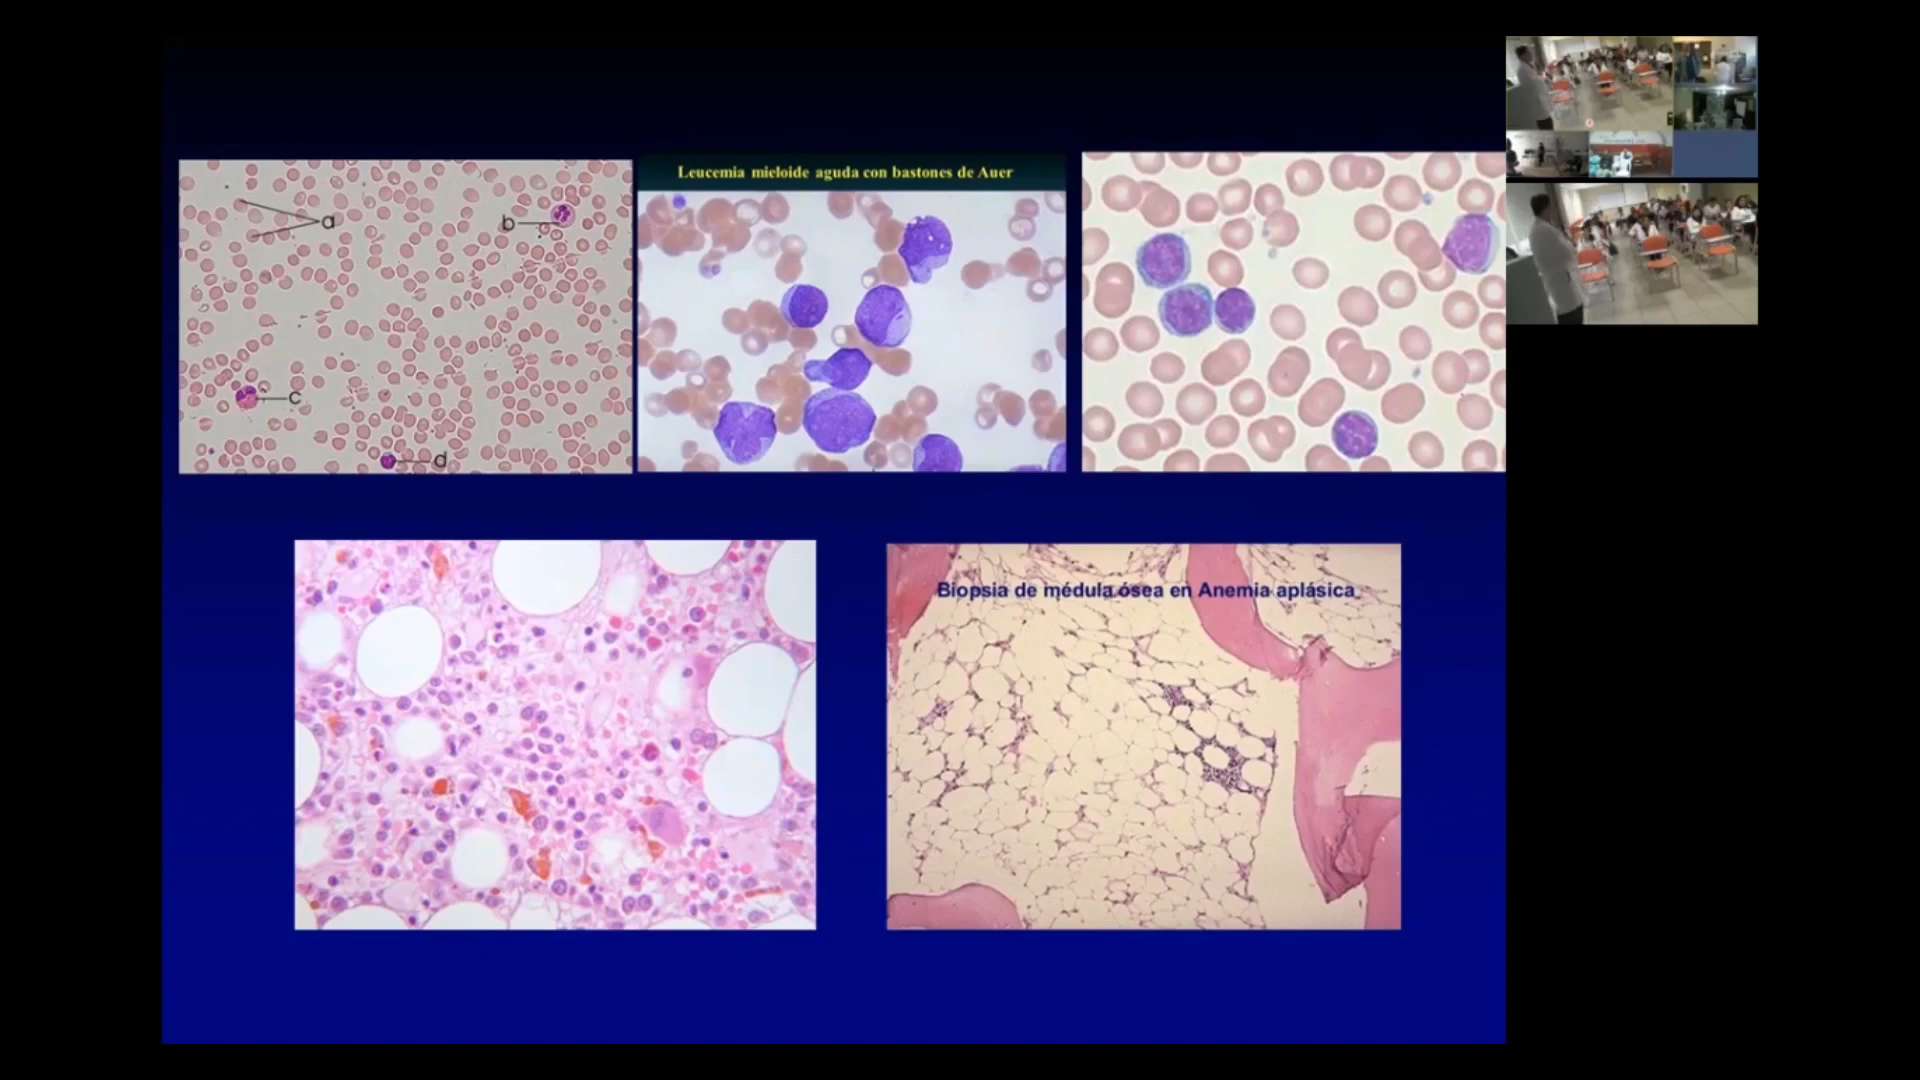 a
b
c
d
Leucemia mieloide aguda con bastones de Auer
Biopsia de médula ósea en Anemia aplásica